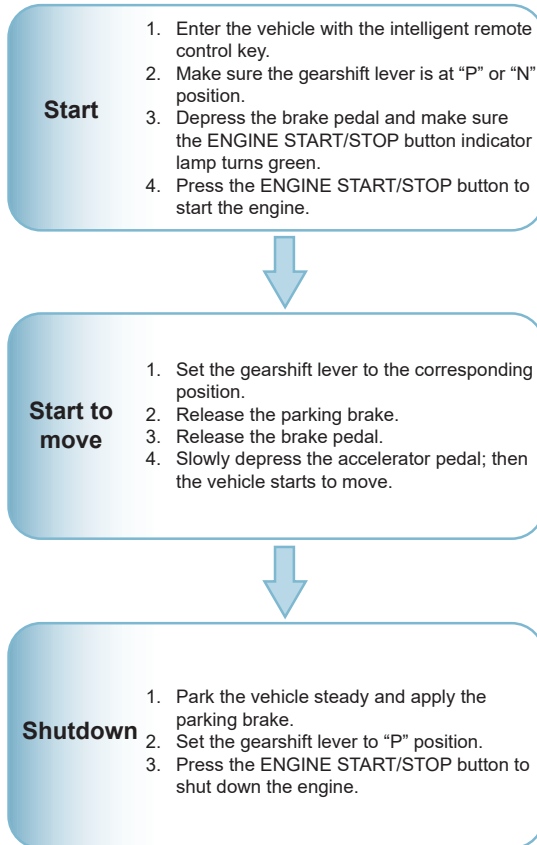 Start
1. Enter the vehicle with the intelligent remote
control key.
2. Make sure the gearshift lever is at “P” or “N”
position.
3. Depress the brake pedal and make sure
the ENGINE START/STOP button indicator
lamp turns green.
4. Press the ENGINE START/STOP button to
start the engine.
Start to
move
1. Set the gearshift lever to the corresponding
position.
2. Release the parking brake.
3. Release the brake pedal.
4. Slowly depress the accelerator pedal; then
the vehicle starts to move.
Shutdown
1. Park the vehicle steady and apply the
parking brake.
2. Set the gearshift lever to “P” position.
3. Press the ENGINE START/STOP button to
shut down the engine.